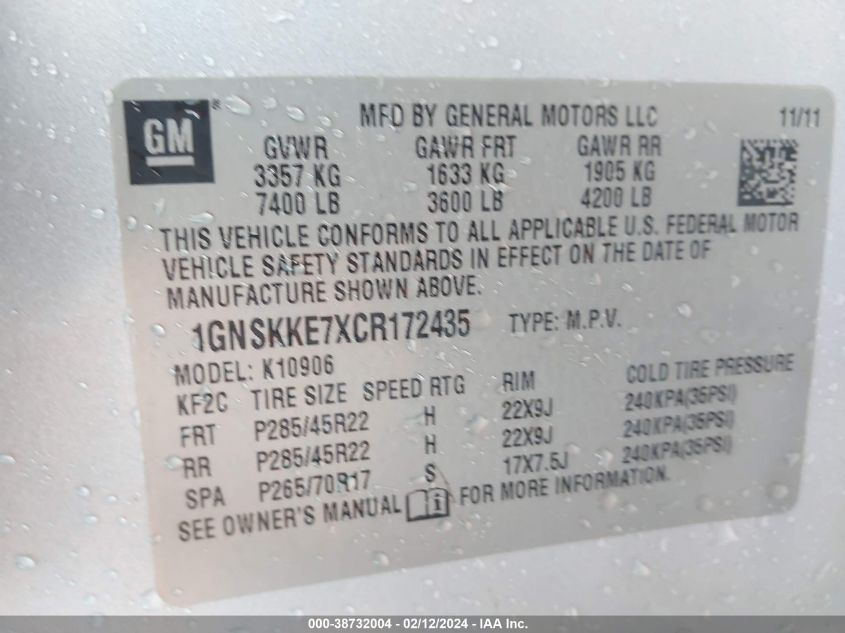 GM®
MFD BY GENERAL MOTORS LLC 11/11
GVWR GAWR FRT GAWR RR
3357 KG 1633 KG 1905 KG
7400 LB 3600 LB 4200 LB
THIS VEHICLE CONFORMS TO ALL APPLICABLE U.S. FEDERAL MOTOR
VEHICLE SAFETY STANDARDS IN EFFECT ON THE DATE OF
MANUFACTURE SHOWN ABOVE.
1GNSKKE7XCR172435 TYPE: M.P.V.
MODEL: K10906
KF2C TIRE SIZE SPEED RTG RIM COLD TIRE PRESSURE
FRT P285/45R22 H 22X9J 240KPA(35PSI)
RR P285/45R22 H 22X9J 240KPA(35PSI)
SPA P265/70R17 S 17X7.5J 240KPA(35PSI)
SEE OWNER'S MANUAL FOR MORE INFORMATION.
000-38732004 - 02/12/2024 - IAA Inc.